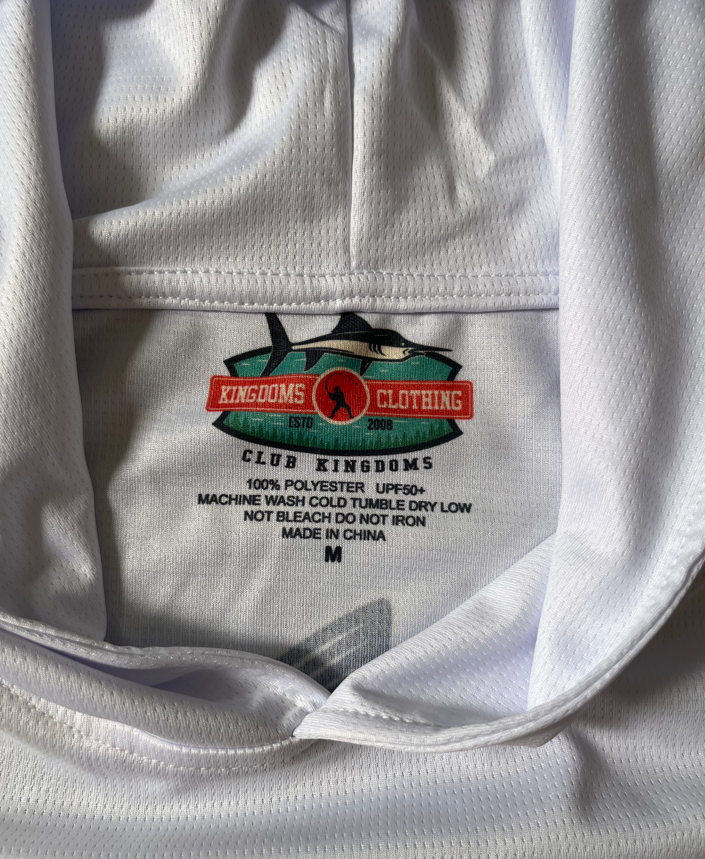 KINGDOMS CLOTHING
ESTD 2008
CLUB KINGDOMS
100% POLYESTER UPF50+
MACHINE WASH COLD TUMBLE DRY LOW
NOT BLEACH DO NOT IRON
MADE IN CHINA
M